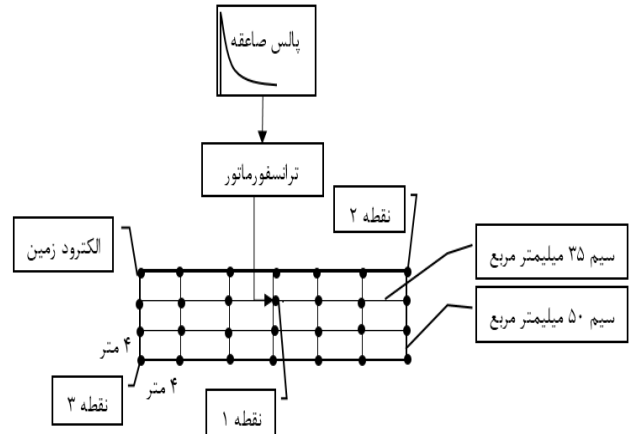 پالس صاعقه
ترانسفورماتور
نقطه ۲
الکترود زمین
سیم ۳۵ میلیمتر مربع
سیم ۵۰ میلیمتر مربع
۴ متر
۴ متر
نقطه ۳
نقطه ۱